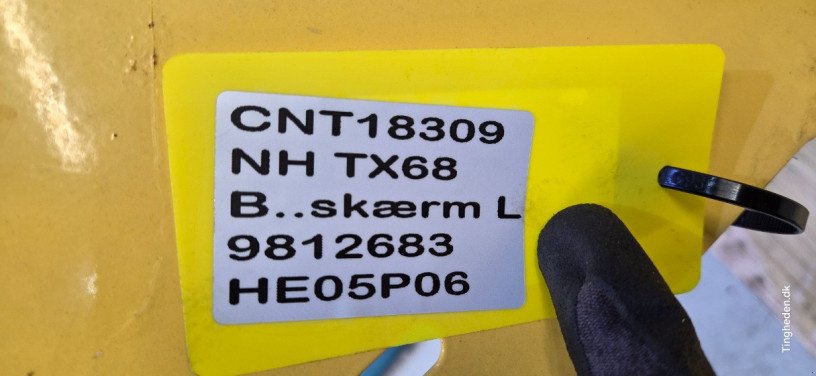 CNT18309
NH TX68
B..skærm L
9812683
HE05P06
Tingheden.dk